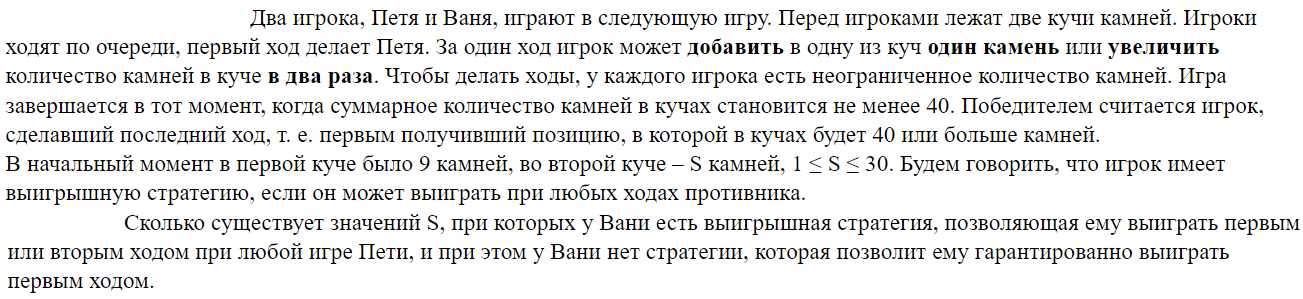 Два игрока, Петя и Ваня, играют в следующую игру. Перед игроками лежат две кучи камней. Игроки
ходят по очереди, первый ход делает Петя. За один ход игрок может добавить в одну из куч один камень или увеличить
количество камней в куче в два раза. Чтобы делать ходы, у каждого игрока есть неограниченное количество камней. Игра
завершается в тот момент, когда суммарное количество камней в кучах становится не менее 40. Победителем считается игрок,
сделавший последний ход, т. е. первым получивший позицию, в которой в кучах будет 40 или больше камней.
В начальный момент в первой куче было 9 камней, во второй куче – S камней, 1 ≤ S ≤ 30. Будем говорить, что игрок имеет
выигрышную стратегию, если он может выиграть при любых ходах противника.
Сколько существует значений S, при которых у Вани есть выигрышная стратегия, позволяющая ему выиграть первым
или вторым ходом при любой игре Пети, и при этом у Вани нет стратегии, которая позволит ему гарантированно выиграть
первым ходом.